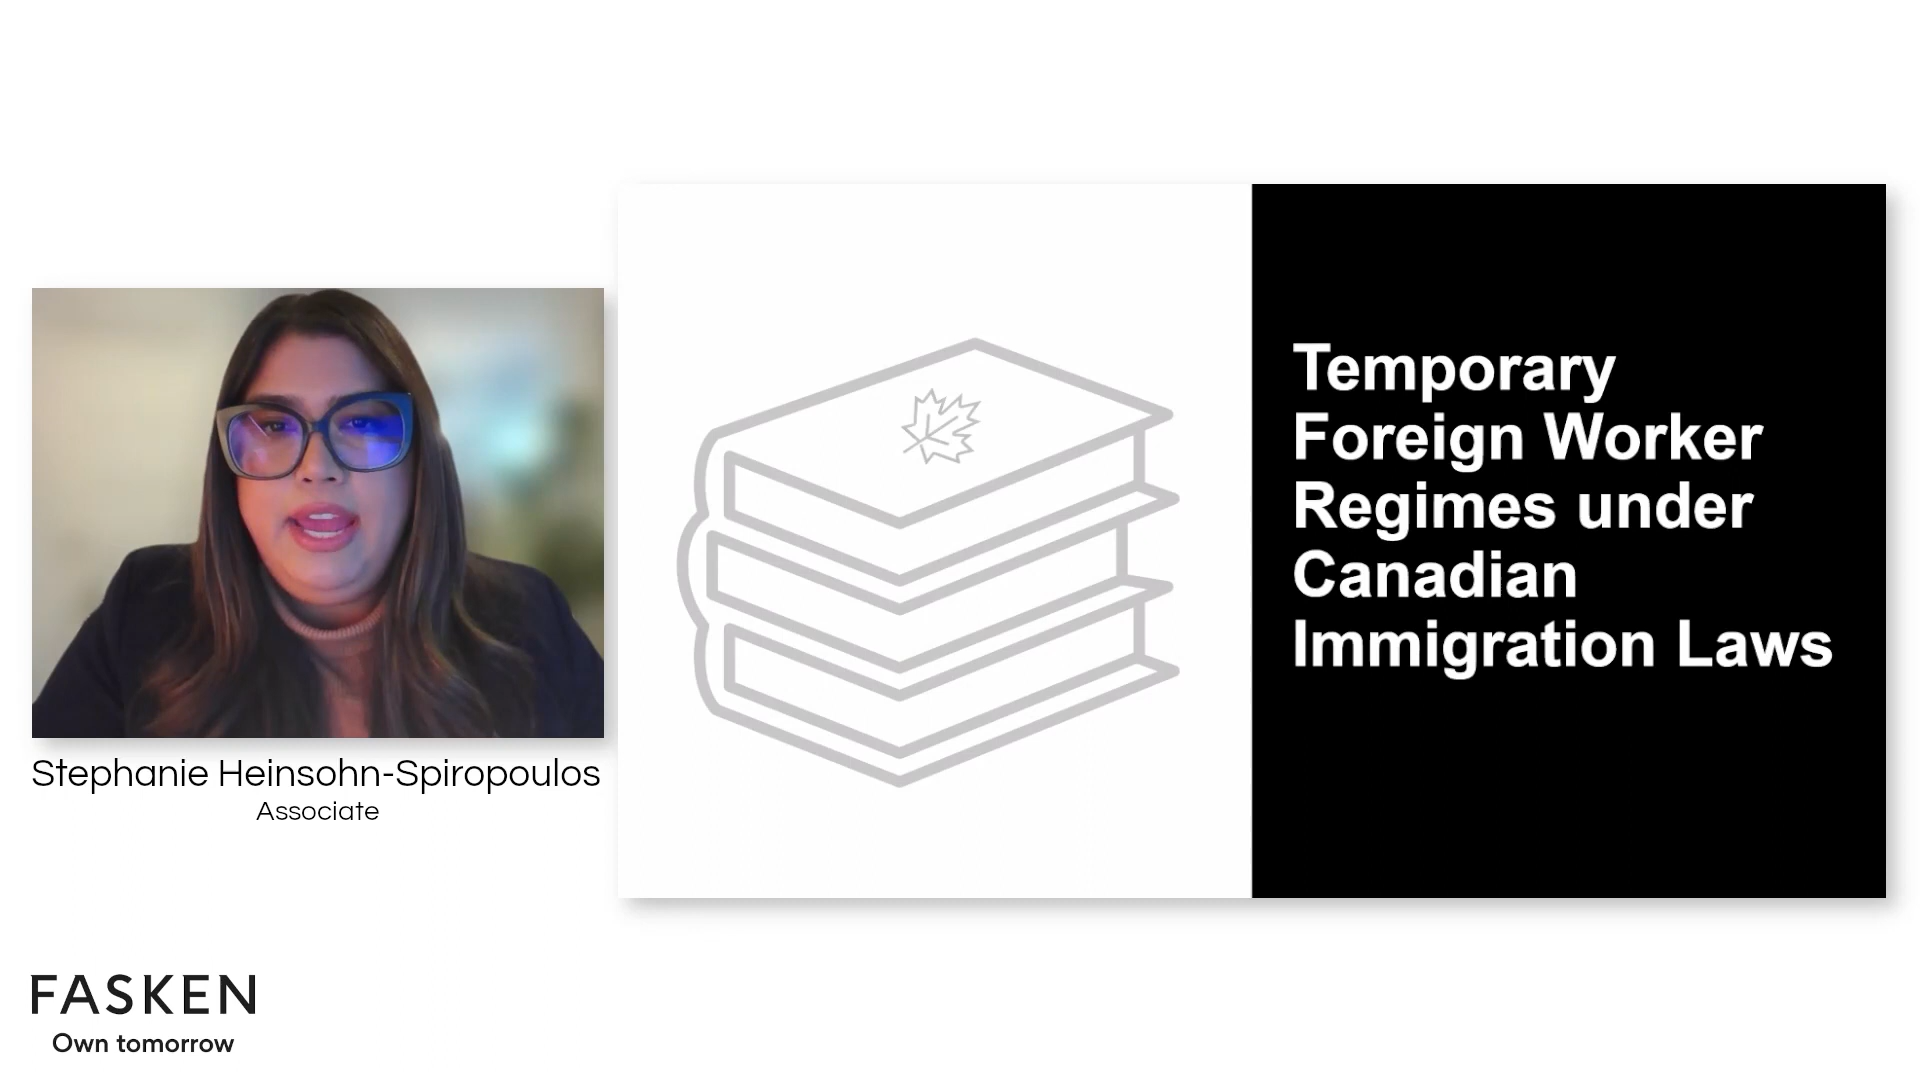 Temporary
Foreign Worker
Regimes under
Canadian
Immigration Laws
Stephanie Heinsohn-Spiropoulos
Associate
FASKEN
Own tomorrow